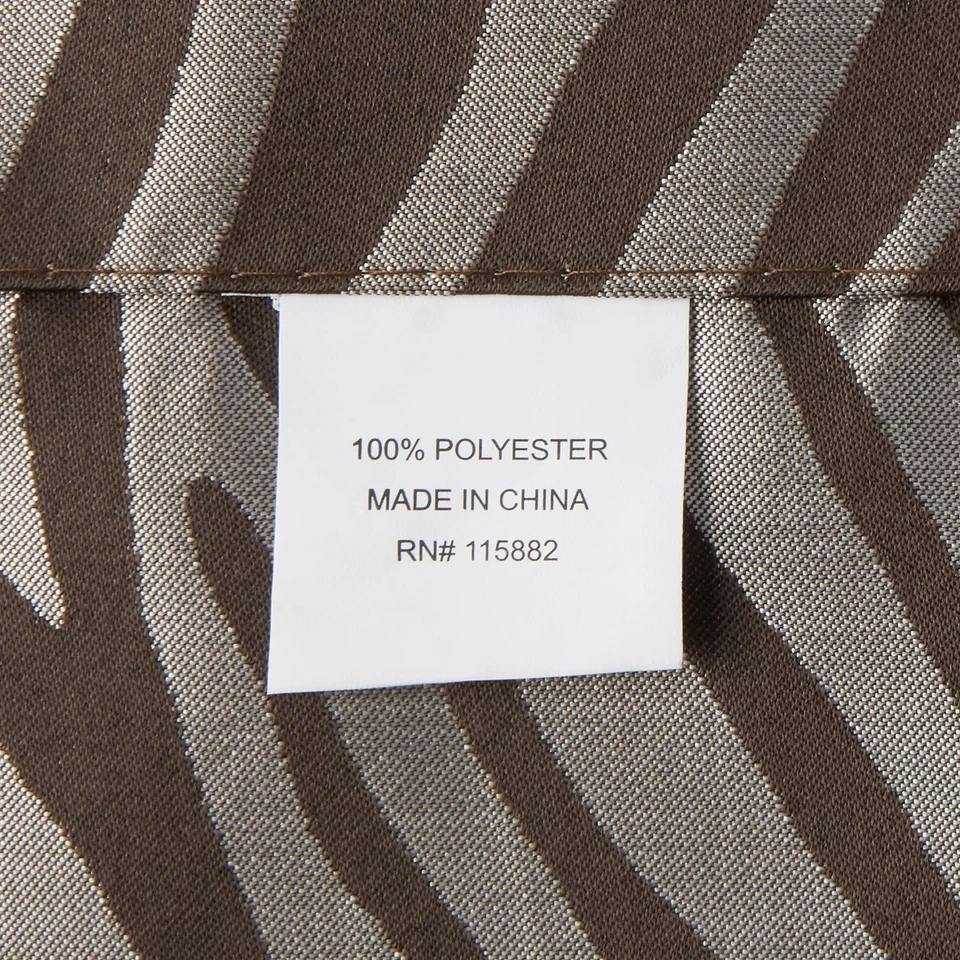 100% POLYESTER
MADE IN CHINA
RN# 115882